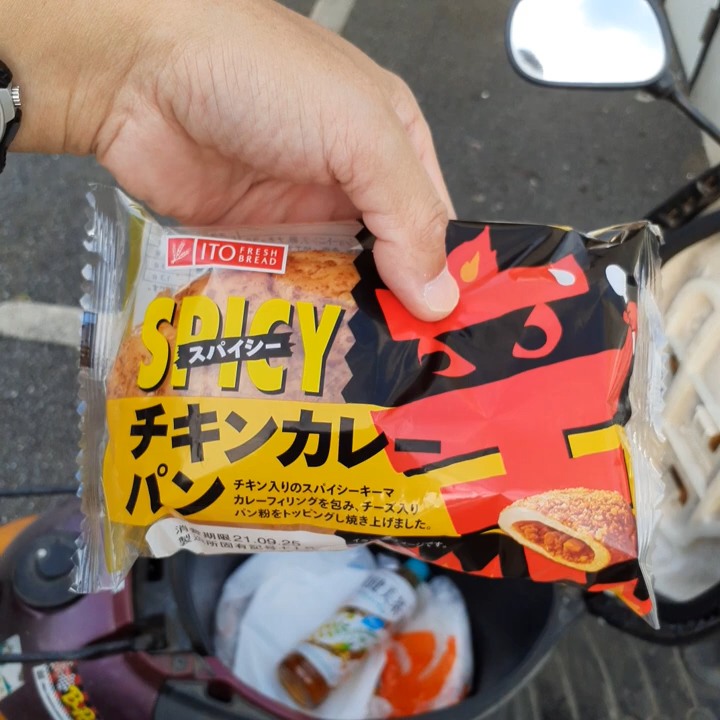 ITO FRESH BREAD
SPICY
スパイシー
チキンカレー
パン
チキン入りのスパイシーキーマ
カレーフィリングを包み、チーズ入り
パン粉をトッピングし焼き上げました。
消費期限 21.09.25